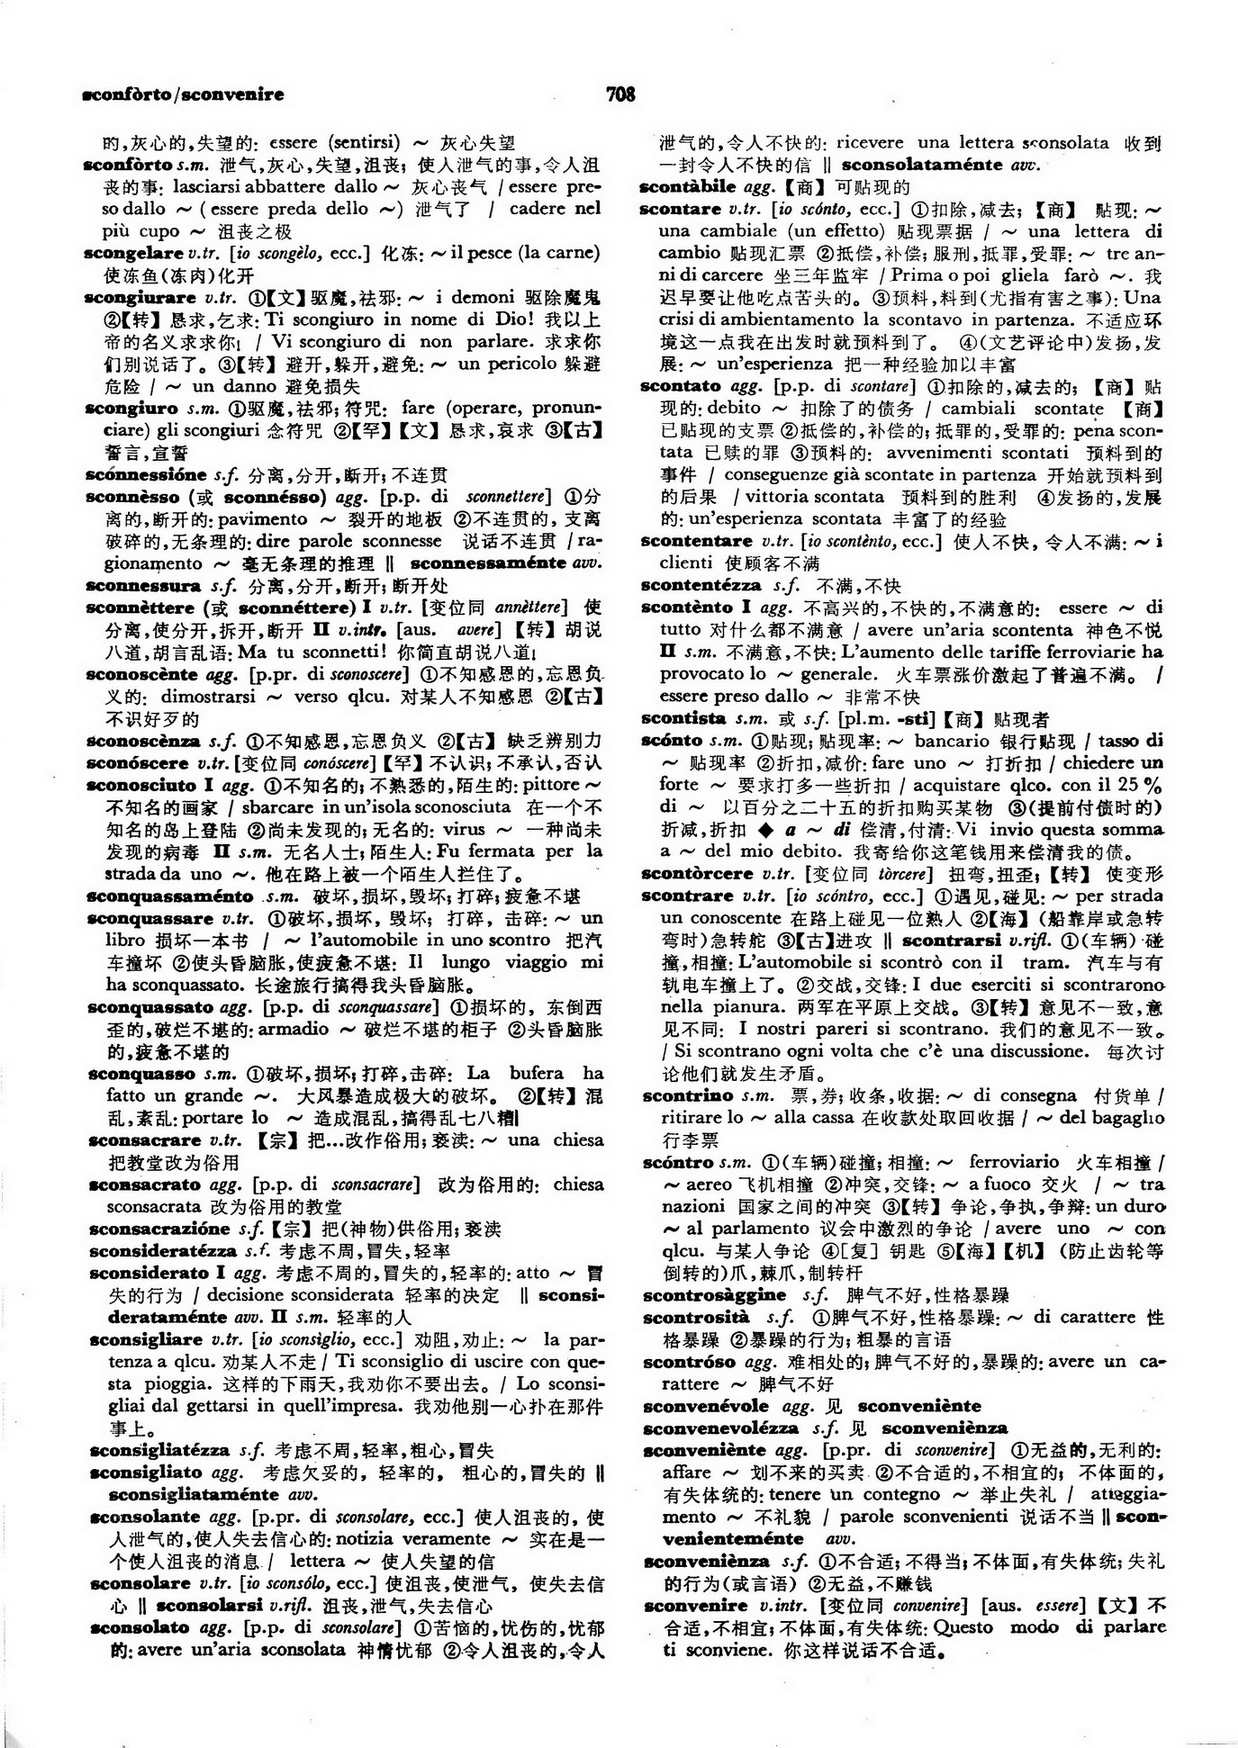 sconfòrto/sconvenire
708
的,灰心的,失望的: essere (sentirsi) ～ 灰心失望
sconfòrto s.m. 泄气,灰心,失望,沮丧; 使人泄气的事,令人沮
丧的事: lasciarsi abbattere dallo ～ 灰心丧气 / essere pre-
so dallo ～ ( essere preda dello ～) 泄气了 / cadere nel
più cupo ～ 沮丧之极
scongelare v.tr. [io scongèlo, ecc.] 化冻: ～ il pesce (la carne)
使冻鱼(冻肉)化开
scongiurare v.tr. ①【文】驱魔,祛邪: ～ i demoni 驱除魔鬼
②【转】恳求,乞求: Ti scongiuro in nome di Dio! 我以上
帝的名义求求你! / Vi scongiuro di non parlare. 求求你
们别说话了。 ③【转】避开,躲开,避免: ～ un pericolo 躲避
危险 / ～ un danno 避免损失
scongiuro s.m. ①驱魔,祛邪; 符咒: fare (operare, pronun-
ciare) gli scongiuri 念符咒 ②【罕】【文】恳求,哀求 ③【古】
誓言,宣誓
scónnessióne s.f. 分离,分开,断开; 不连贯
sconnèsso (或 sconnésso) agg. [p.p. di sconnettere] ①分
离的,断开的: pavimento ～ 裂开的地板 ②不连贯的, 支离
破碎的,无条理的: dire parole sconnesse 说话不连贯 / ra-
gionamento ～ 毫无条理的推理 ‖ sconnessaménte avv.
sconnessura s.f. 分离,分开,断开; 断开处
sconnèttere (或 sconnéttere) I v.tr. [变位同 annèttere] 使
分离,使分开,拆开,断开 II v.intr. [aus. avere] 【转】胡说
八道,胡言乱语: Ma tu sconnetti! 你简直胡说八道!
sconoscènte agg. [p.pr. di sconoscere] ①不知感恩的,忘恩负
义的: dimostrarsi ～ verso qlcu. 对某人不知感恩 ②【古】
不识好歹的
sconoscènza s.f. ①不知感恩,忘恩负义 ②【古】 缺乏辨别力
sconóscere v.tr. [变位同 conóscere]【罕】不认识; 不承认,否认
sconosciuto I agg. ①不知名的; 不熟悉的,陌生的: pittore ～
不知名的画家 / sbarcare in un'isola sconosciuta 在一个不
知名的岛上登陆 ②尚未发现的; 无名的: virus ～ 一种尚未
发现的病毒 II s.m. 无名人士; 陌生人: Fu fermata per la
strada da uno ～. 她在路上被一个陌生人拦住了。
sconquassaménto s.m. 破坏,损坏,毁坏; 打碎; 疲惫不堪
sconquassare v.tr. ①破坏,损坏, 毁坏; 打碎, 击碎: ～ un
libro 损坏一本书 / ～ l'automobile in uno scontro 把汽
车撞坏 ②使头昏脑胀,使疲惫不堪: Il lungo viaggio mi
ha sconquassato. 长途旅行搞得我头昏脑胀。
sconquassato agg. [p.p. di sconquassare] ①损坏的, 东倒西
歪的,破烂不堪的: armadio ～ 破烂不堪的柜子 ②头昏脑胀
的,疲惫不堪的
sconquasso s.m. ①破坏,损坏; 打碎,击碎: La bufera ha
fatto un grande ～. 大风暴造成极大的破坏。 ②【转】混
乱,紊乱: portare lo ～ 造成混乱,搞得乱七八糟
sconsacrare v.tr. 【宗】把…改作俗用; 亵渎: ～ una chiesa
把教堂改为俗用
sconsacrato agg. [p.p. di sconsacrare] 改为俗用的: chiesa
sconsacrata 改为俗用的教堂
sconsacrazióne s.f.【宗】把(神物)供俗用; 亵渎
sconsideratézza s.f. 考虑不周,冒失,轻率
sconsiderato I agg. 考虑不周的,冒失的,轻率的: atto ～ 冒
失的行为 / decisione sconsiderata 轻率的决定 ‖ sconsi-
derataménte avv. II s.m. 轻率的人
sconsigliare v.tr. [io sconsìglio, ecc.] 劝阻,劝止: ～ la par-
tenza a qlcu. 劝某人不走 / Ti sconsiglio di uscire con que-
sta pioggia. 这样的下雨天,我劝你不要出去。 / Lo sconsi-
gliai dal gettarsi in quell'impresa. 我劝他别一心扑在那件
事上。
sconsigliatézza s.f. 考虑不周,轻率,粗心,冒失
sconsigliato agg. 考虑欠妥的, 轻率的, 粗心的,冒失的 ‖
sconsigliataménte avv.
sconsolante agg. [p.pr. di sconsolare, ecc.] 使人沮丧的, 使
人泄气的,使人失去信心的: notizia veramente ～ 实在是一
个使人沮丧的消息 / lettera ～ 使人失望的信
sconsolare v.tr. [io sconsólo, ecc.] 使沮丧,使泄气, 使失去信
心 ‖ sconsolarsi v.rifl. 沮丧,泄气,失去信心
sconsolato agg. [p.p. di sconsolare] ①苦恼的,忧伤的,忧郁
的: avere un'aria sconsolata 神情忧郁 ②令人沮丧的,令人
泄气的,令人不快的: ricevere una lettera sconsolata 收到
一封令人不快的信 ‖ sconsolataménte avv.
scontàbile agg. 【商】可贴现的
scontare v.tr. [io scónto, ecc.] ①扣除,减去; 【商】 贴现: ～
una cambiale (un effetto) 贴现票据 / ～ una lettera di
cambio 贴现汇票 ②抵偿,补偿; 服刑,抵罪,受罪: ～ tre an-
ni di carcere 坐三年监牢 / Prima o poi gliela farò ～. 我
迟早要让他吃点苦头的。 ③预料,料到(尤指有害之事): Una
crisi di ambientamento la scontavo in partenza. 不适应环
境这一点我在出发时就预料到了。 ④(文艺评论中)发扬,发
展: ～ un'esperienza 把一种经验加以丰富
scontato agg. [p.p. di scontare] ①扣除的,减去的; 【商】贴
现的: debito ～ 扣除了的债务 / cambiali scontate 【商】
已贴现的支票 ②抵偿的,补偿的; 抵罪的,受罪的: pena scon-
tata 已赎的罪 ③预料的: avvenimenti scontati 预料到的
事件 / conseguenze già scontate in partenza 开始就预料到
的后果 / vittoria scontata 预料到的胜利 ④发扬的,发展
的: un'esperienza scontata 丰富了的经验
scontentare v.tr. [io scontènto, ecc.] 使人不快, 令人不满: ～ i
clienti 使顾客不满
scontentézza s.f. 不满,不快
scontènto I agg. 不高兴的,不快的,不满意的: essere ～ di
tutto 对什么都不满意 / avere un'aria scontenta 神色不悦
II s.m. 不满意,不快: L'aumento delle tariffe ferroviarie ha
provocato lo ～ generale. 火车票涨价激起了普遍不满。 /
essere preso dallo ～ 非常不快
scontista s.m. 或 s.f. [pl.m. -sti]【商】贴现者
scónto s.m. ①贴现; 贴现率: ～ bancario 银行贴现 / tasso di
～ 贴现率 ②折扣,减价: fare uno ～ 打折扣 / chiedere un
forte ～ 要求打多一些折扣 / acquistare qlco. con il 25%
di ～ 以百分之二十五的折扣购买某物 ③(提前付债时的)
折减,折扣 ◆ a ～ di 偿清,付清: Vi invio questa somma
a ～ del mio debito. 我寄给你这笔钱用来偿清我的债。
scontòrcere v.tr. [变位同 tòrcere] 扭弯,扭歪; 【转】 使变形
scontrare v.tr. [io scóntro, ecc.] ①遇见,碰见: ～ per strada
un conoscente 在路上碰见一位熟人 ②【海】 (船靠岸或急转
弯时)急转舵 ③【古】进攻 ‖ scontrarsi v.rifl. ①(车辆) 碰
撞,相撞: L'automobile si scontrò con il tram. 汽车与有
轨电车撞上了。 ②交战,交锋: I due eserciti si scontrarono
nella pianura. 两军在平原上交战。 ③【转】 意见不一致,意
见不同: I nostri pareri si scontrano. 我们的意见不一致。
/ Si scontrano ogni volta che c'è una discussione. 每次讨
论他们就发生矛盾。
scontrino s.m. 票,券; 收条,收据: ～ di consegna 付货单 /
ritirare lo ～ alla cassa 在收款处取回收据 / ～ del bagaglio
行李票
scóntro s.m. ①(车辆)碰撞; 相撞: ～ ferroviario 火车相撞 /
～ aereo 飞机相撞 ②冲突,交锋: ～ a fuoco 交火 / ～ tra
nazioni 国家之间的冲突 ③【转】 争论,争执,争辩: un duro
～ al parlamento 议会中激烈的争论 / avere uno ～ con
qlcu. 与某人争论 ④[复] 钥匙 ⑤【海】【机】 (防止齿轮等
倒转的)爪,棘爪,制转杆
scontrosàggine s.f. 脾气不好,性格暴躁
scontrosità s.f. ①脾气不好,性格暴躁: ～ di carattere 性
格暴躁 ②暴躁的行为; 粗暴的言语
scontróso agg. 难相处的; 脾气不好的,暴躁的: avere un ca-
rattere ～ 脾气不好
sconvenévole agg. 见 sconveniènte
sconvenevolézza s.f. 见 sconveniènza
sconveniènte agg. [p.pr. di sconvenire] ①无益的,无利的:
affare ～ 划不来的买卖 ②不合适的,不相宜的; 不体面的,
有失体统的: tenere un contegno ～ 举止失礼 / atteggia-
mento ～ 不礼貌 / parole sconvenienti 说话不当 ‖ scon-
venienteménte avv.
sconveniènza s.f. ①不合适; 不得当; 不体面,有失体统; 失礼
的行为(或言语) ②无益,不赚钱
sconvenire v.intr. [变位同 convenire] [aus. essere]【文】不
合适,不相宜; 不体面,有失体统: Questo modo di parlare
ti sconviene. 你这样说话不合适。